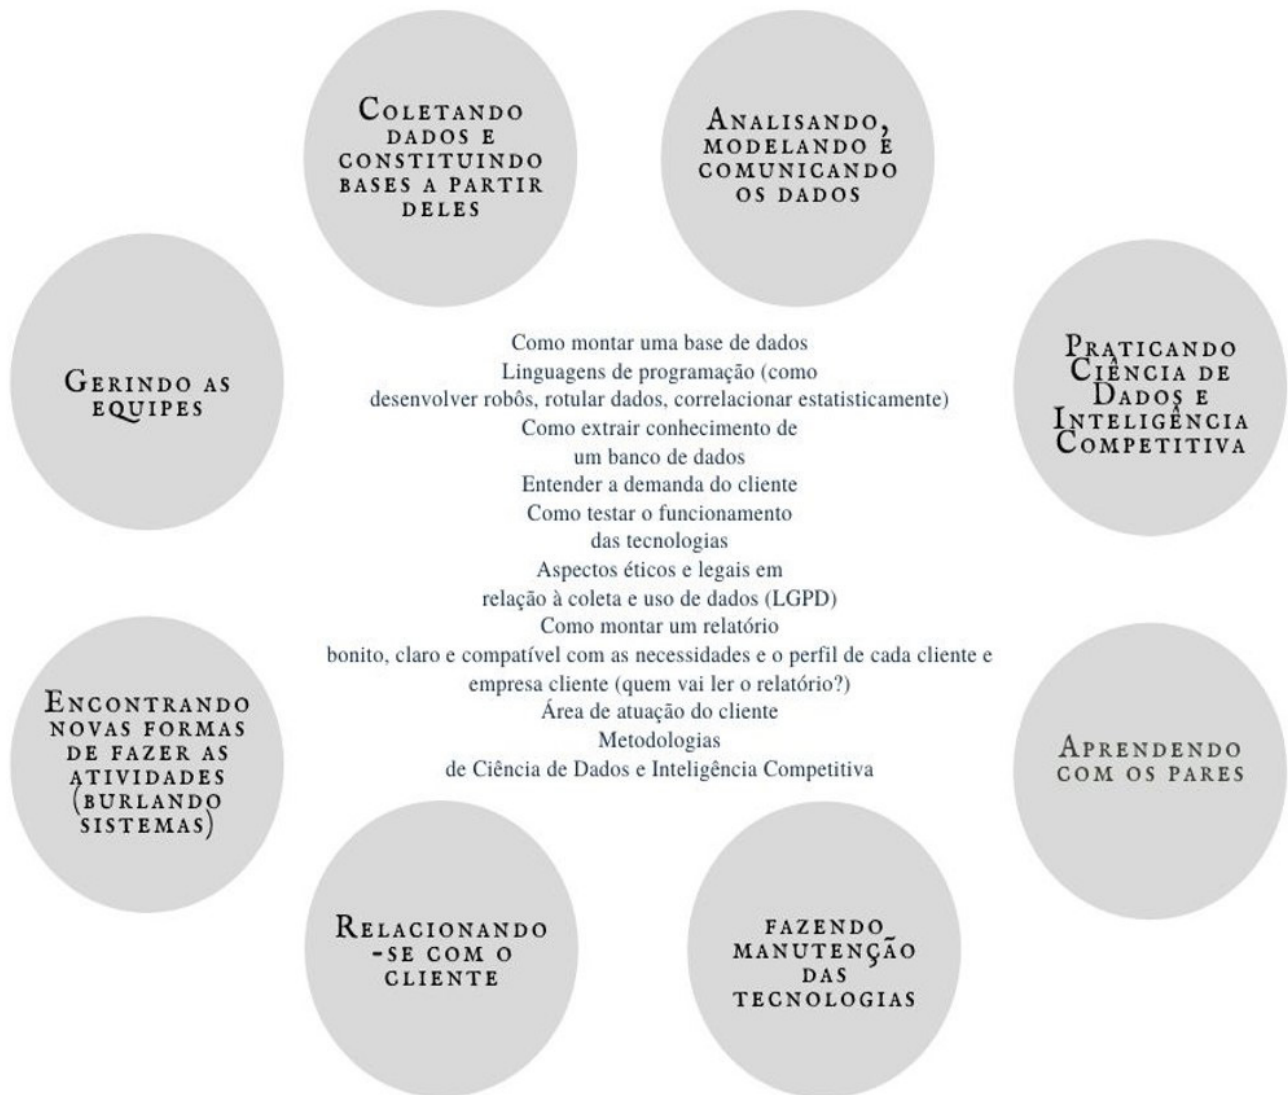 COLETANDO
DADOS E
CONSTITUINDO
BASES A PARTIR
DELES
ANALISANDO,
MODELANDO E
COMUNICANDO
OS DADOS
GERINDO AS
EQUIPES
PRATICANDO
CIÊNCIA DE
DADOS E
INTELIGÊNCIA
COMPETITIVA
Como montar uma base de dados
Linguagens de programação (como
desenvolver robôs, rotular dados, correlacionar estatisticamente)
Como extrair conhecimento de
um banco de dados
Entender a demanda do cliente
Como testar o funcionamento
das tecnologias
Aspectos éticos e legais em
relação à coleta e uso de dados (LGPD)
Como montar um relatório
bonito, claro e compatível com as necessidades e o perfil de cada cliente e
empresa cliente (quem vai ler o relatório?)
Área de atuação do cliente
Metodologias
de Ciência de Dados e Inteligência Competitiva
ENCONTRANDO
NOVAS FORMAS
DE FAZER AS
ATIVIDADES
(BURLANDO
SISTEMAS)
APRENDENDO
COM OS PARES
RELACIONANDO
-SE COM O
CLIENTE
FAZENDO
MANUTENÇÃO
DAS
TECNOLOGIAS